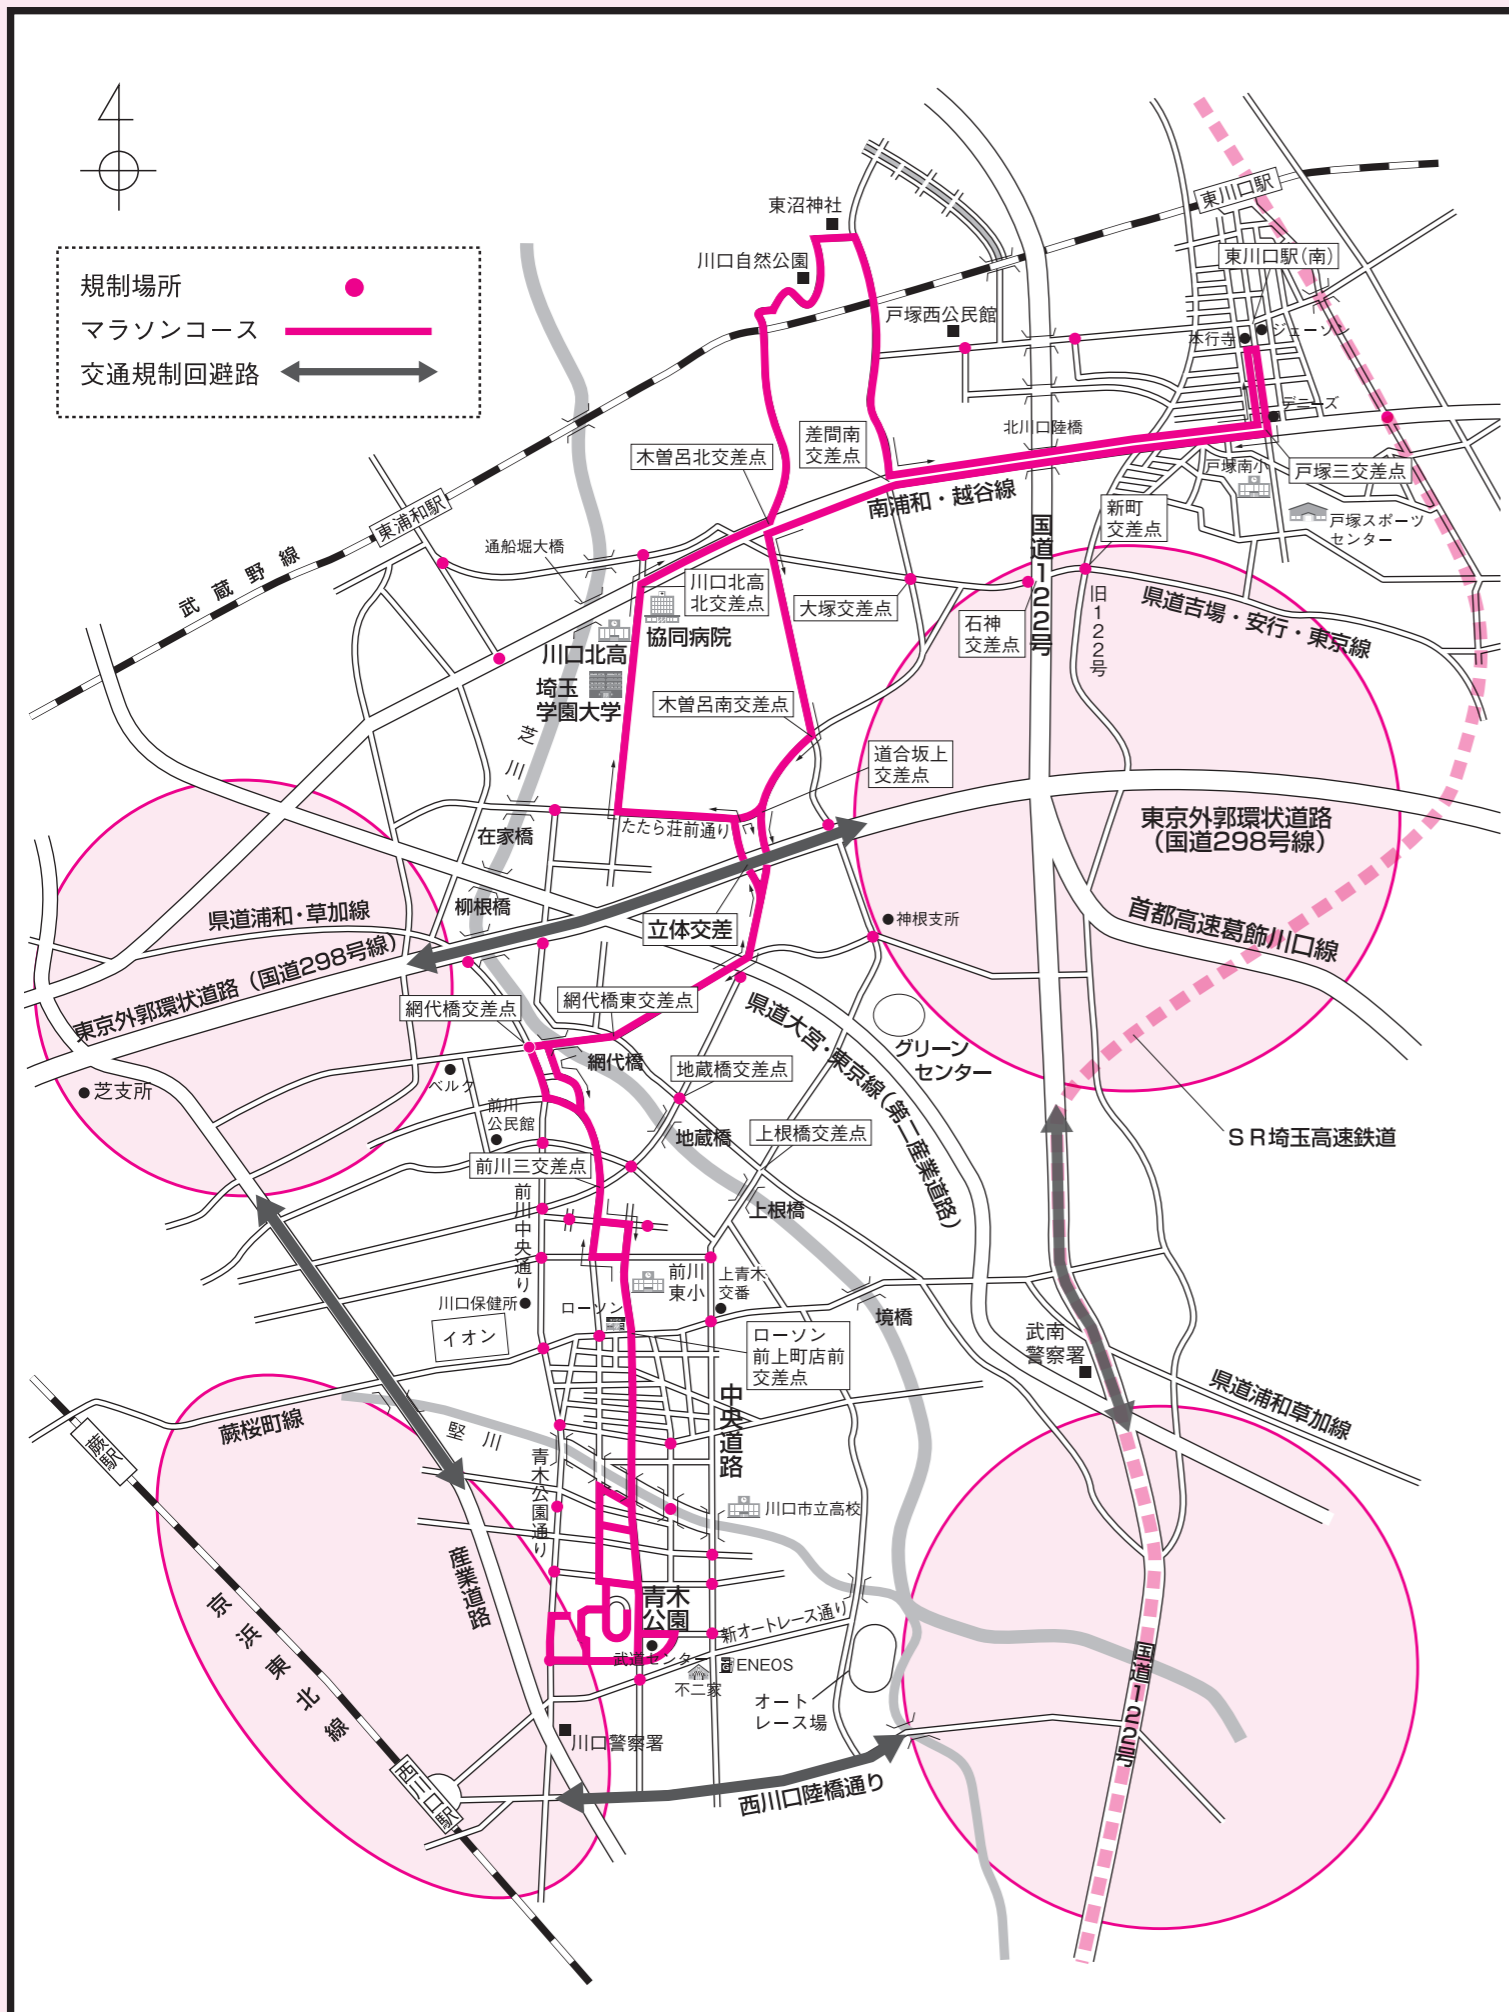 規制場所
マラソンコース
交通規制回避路
東沼神社
川口自然公園
東川口駅
東川口駅(南)
戸塚西公民館
本行寺
ジェーソン
デニーズ
北川口陸橋
差間南
交差点
木曽呂北交差点
戸塚南小
戸塚三交差点
南浦和・越谷線
新町
交差点
戸塚スポーツ
センター
東浦和駅
武蔵野線
通船堀大橋
国道122号
川口北高
北交差点
大塚交差点
石神
交差点
旧122号
県道吉場・安行・東京線
協同病院
川口北高
埼玉
学園大学
木曽呂南交差点
芝川
道合坂上
交差点
たたら荘前通り
在家橋
東京外郭環状道路
(国道298号線)
柳根橋
県道浦和・草加線
立体交差
神根支所
首都高速葛飾川口線
東京外郭環状道路(国道298号線)
網代橋交差点
網代橋東交差点
県道大宮・東京線(第二産業道路)
グリーン
センター
網代橋
地蔵橋交差点
ベルク
芝支所
前川
公民館
地蔵橋
上根橋交差点
SR埼玉高速鉄道
前川三交差点
前川中央通り
上根橋
前川
東小
上青木
交番
川口保健所
ローソン
イオン
境橋
ローソン
前上町店前
交差点
武南
警察署
県道浦和草加線
中央道路
蕨桜町線
竪川
蕨駅
青木公園通り
川口市立高校
産業道路
青木
公園
新オートレース通り
武道センター
ENEOS
不二家
オート
レース場
京浜東北線
国道122号
川口警察署
西川口駅
西川口陸橋通り